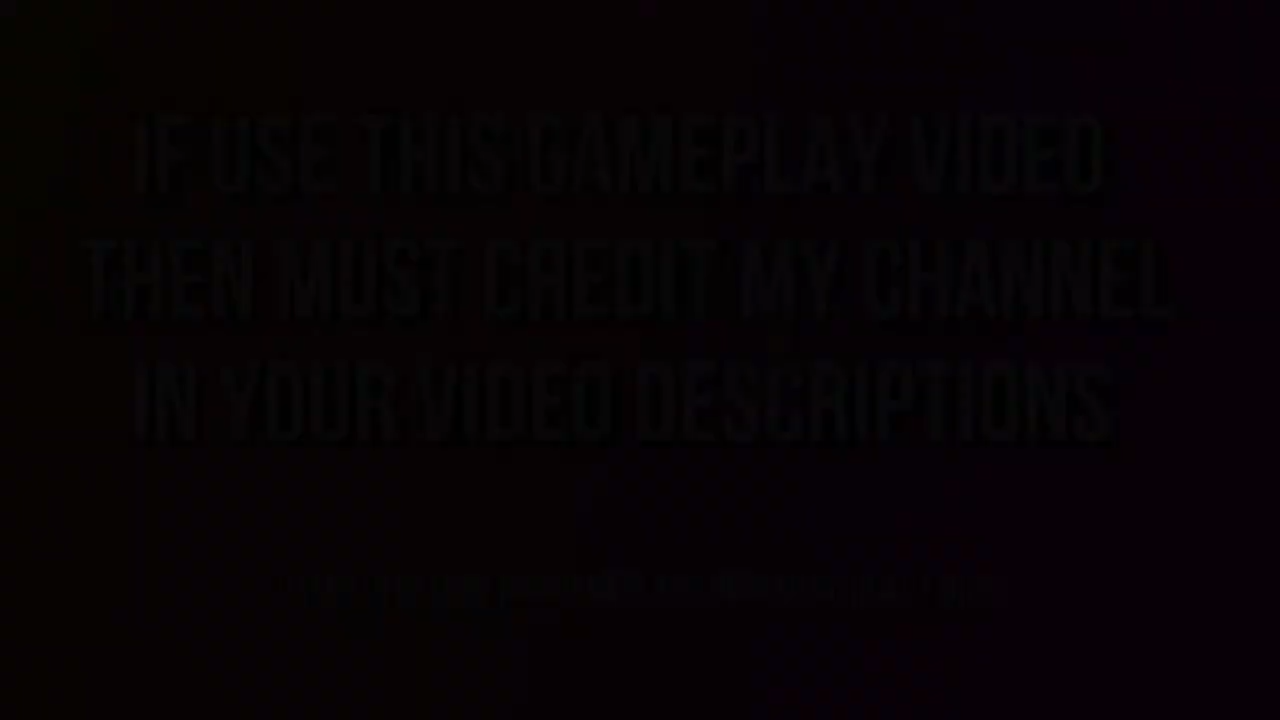 IF USE THIS GAMEPLAY VIDEO
THEN MUST CREDIT MY CHANNEL
IN YOUR VIDEO DESCRIPTIONS